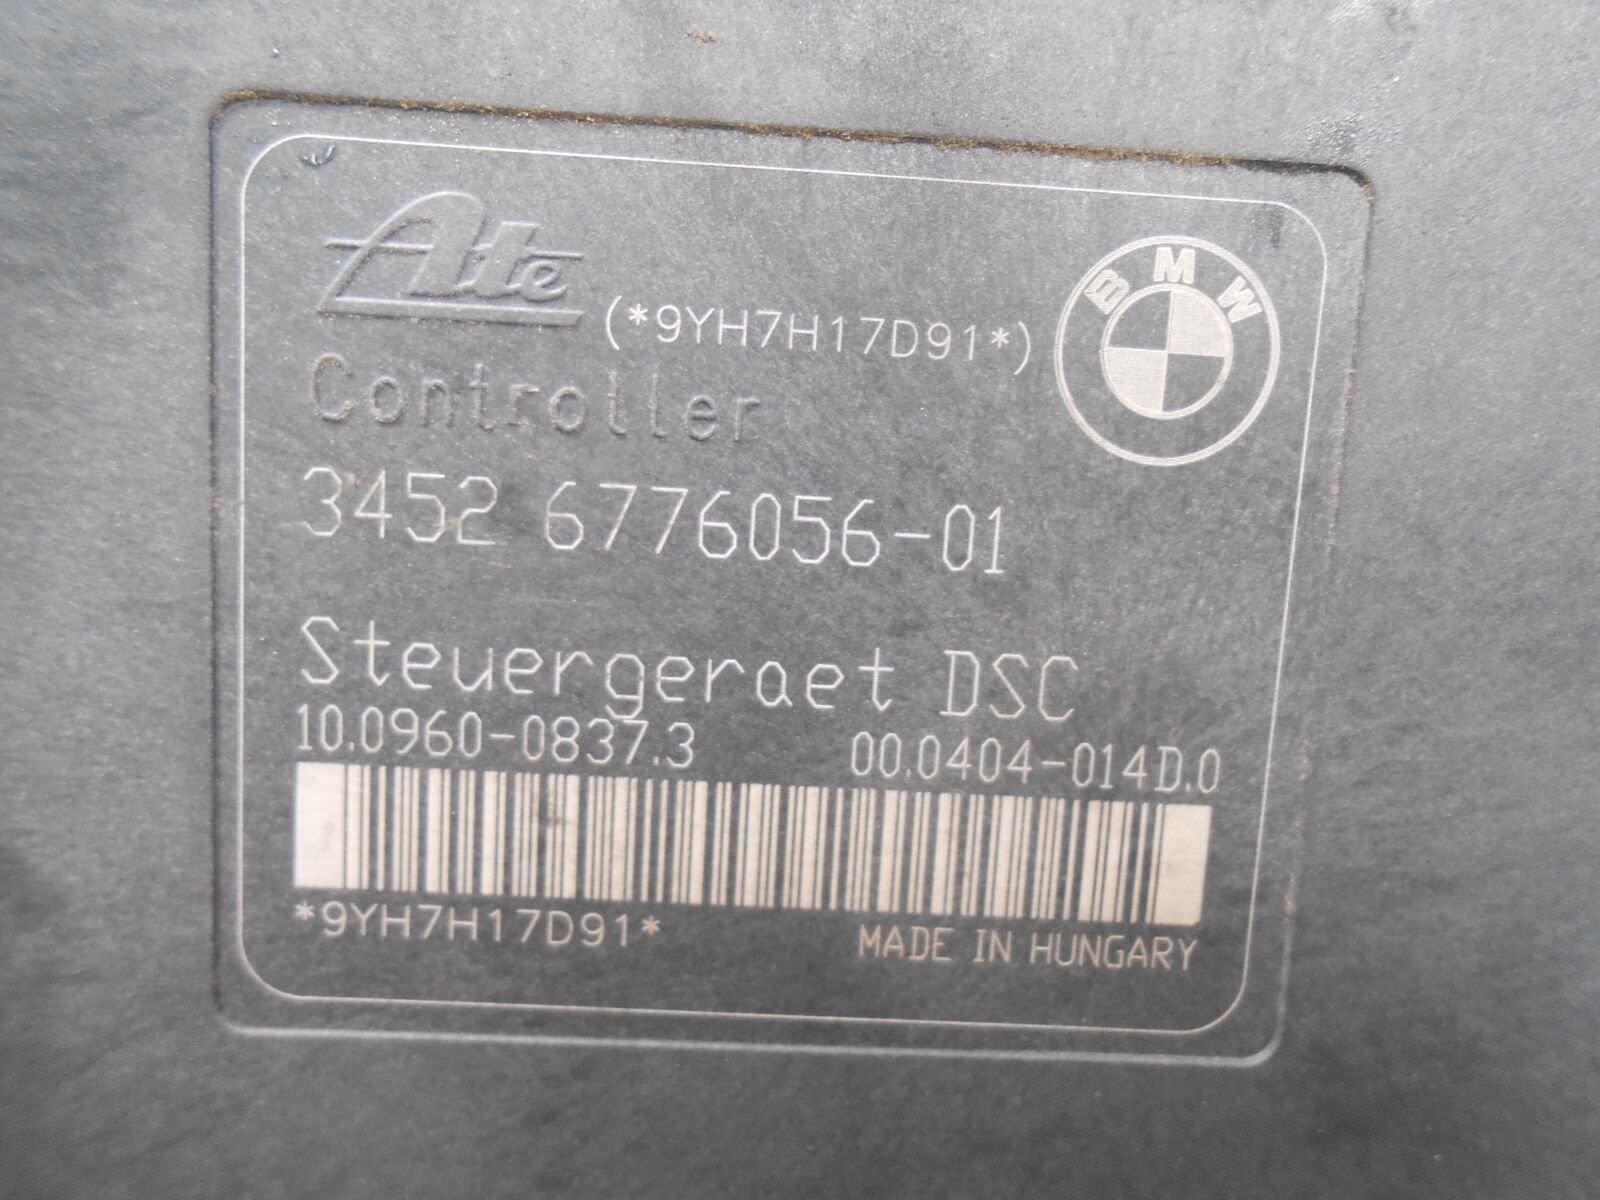 Ate (*9YH7H17D91*)
BMW
Controller
3452 6776056-01
Steuergeraet DSC
10.0960-0837.3 00.0404-014D.0
*9YH7H17D91* MADE IN HUNGARY